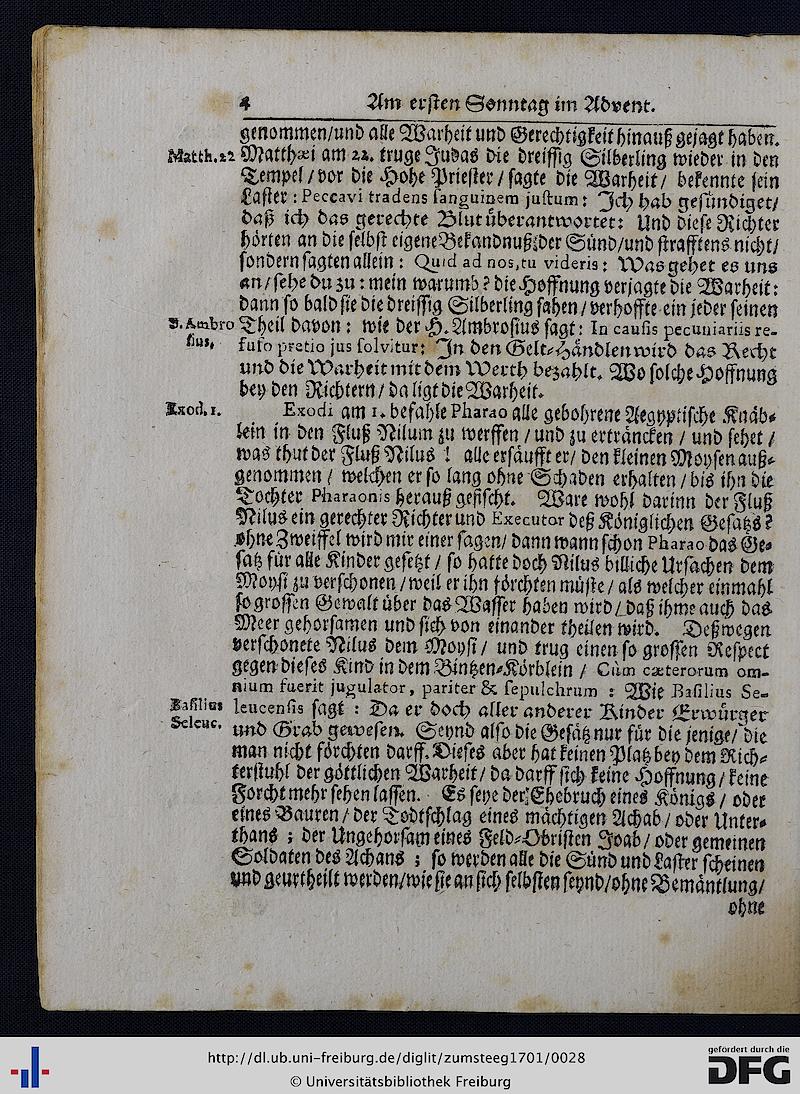 4 Am ersten Sonntag im Advent.
genommen/und alle Warheit und Gerechtigkeit hinauß gejagt haben.
Matth. 22 Matthæi am 22. truge Judas die dreissig Silberling wieder in den
Tempel/ vor die Hohe Priester/ sagte die Warheit/ bekennte sein
Laster: Peccavi tradens sanguinem justum: Ich hab gesündiget/
daß ich das gerechte Blut überantwortet: Und diese Richter
hörten an die selbst eigene Bekandnuß der Sünd/und strafftens nicht/
sondern sagten allein: Quid ad nos, tu videris: Was gehet es uns
an/ sehe du zu: mein warumb? die Hoffnung verjagte die Warheit:
dann so bald sie die dreissig Silberling sahen/ verhoffte ein jeder seinen
S. Ambro Theil davon: wie der H. Ambrosius sagt: In causis pecuniariis re-
sius, fuso pretio jus solvitur: In den Gelt-Händlen wird das Recht
und die Warheit mit dem Werth bezahlt. Wo solche Hoffnung
bey den Richtern/ da ligt die Warheit.
Exod. 1. Exodi am 1. befahle Pharao alle gebohrene Aegyptische Knäb-
lein in den Fluß Nilum zu werffen/ und zu erträncken/ und sehet/
was thut der Fluß Nilus! alle ersäufft er/ den kleinen Moysen auß-
genommen/ welchen er so lang ohne Schaden erhalten/ bis ihn die
Tochter Pharaonis herauß gefischt. Ware wohl darinn der Fluß
Nilus ein gerechter Richter und Executor deß Königlichen Gesatzs?
ohne Zweiffel wird mir einer sagen/ dann wann schon Pharao das Ge-
satz für alle Kinder gesetzt/ so hatte doch Nilus billiche Ursachen dem
Moysi zu verschonen/ weil er ihn förchten müste/ als welcher einmahl
so grossen Gewalt über das Wasser haben wird/ daß ihme auch das
Meer gehorsamen und sich von einander theilen wird. Deßwegen
verschonete Nilus dem Moysi/ und trug einen so grossen Respect
gegen dieses Kind in dem Bintzen-Körblein/ Cùm cæterorum om-
nium fuerit jugulator, pariter & sepulchrum: Wie Basilius Se-
Basilius leucensis sagt: Da er doch aller anderer Kinder Erwürger
Seleuc. und Grab gewesen. Seynd also die Gesätz nur für die jenige/ die
man nicht förchten darff. Dieses aber hat keinen Platz bey dem Rich-
terstuhl der göttlichen Warheit/ da darff sich keine Hoffnung/ keine
Forcht mehr sehen lassen. Es seye der Ehebruch eines Königs/ oder
eines Bauren/ der Todtschlag eines mächtigen Achab/ oder Unter-
thans; der Ungehorsam eines Feld-Obristen Joab/ oder gemeinen
Soldaten des Achans; so werden alle die Sünd und Laster scheinen
und geurtheilt werden/wie sie an sich selbsten seynd/ohne Bemäntlung/
ohne
http://dl.ub.uni-freiburg.de/diglit/zumsteeg1701/0028
© Universitätsbibliothek Freiburg
gefördert durch die
DFG